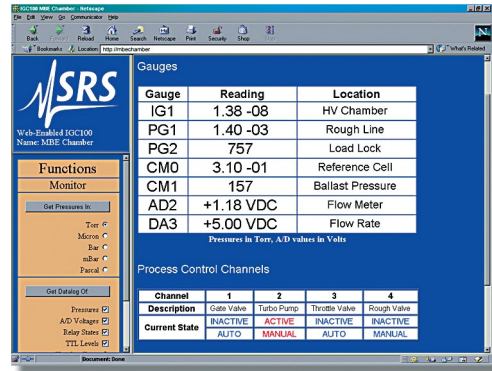 IGC100 MBE Chamber - Netscape
File Edit View Go Communicator Help
Back Forward Reload Home Search Netscape Print Security Shop
Bookmarks Location: http://mbechamber What's Related
SRS
Web-Enabled IGC100
Name: MBE Chamber
Functions
Monitor
Get Pressures In:
Torr
Micron
Bar
mBar
Pascal
Get Datalog Of
Pressures
A/D Voltages
Relay States
TTL Levels
Gauges
Gauge Reading Location
IG1 1.38 -08 HV Chamber
PG1 1.40 -03 Rough Line
PG2 757 Load Lock
CM0 3.10 -01 Reference Cell
CM1 157 Ballast Pressure
AD2 +1.18 VDC Flow Meter
DA3 +5.00 VDC Flow Rate
Pressures in Torr, A/D values in Volts
Process Control Channels
Channel 1 2 3 4
Description Gate Valve Turbo Pump Throttle Valve Rough Valve
Current State INACTIVE ACTIVE INACTIVE INACTIVE
AUTO MANUAL AUTO MANUAL
Document: Done